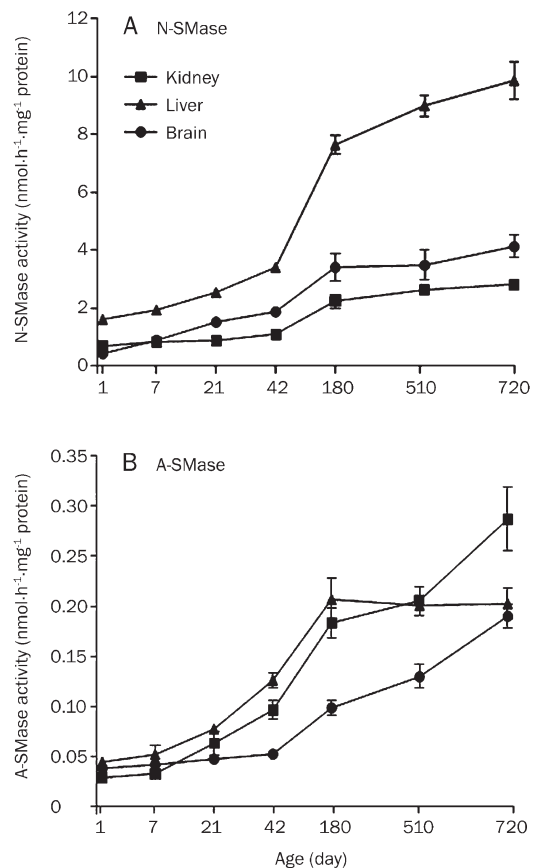 A N-SMase
12
10
8
6
4
2
0
N-SMase activity (nmol·h⁻¹·mg⁻¹ protein)
Kidney
Liver
Brain
1 7 21 42 180 510 720
B A-SMase
0.35
0.30
0.25
0.20
0.15
0.10
0.05
0
A-SMase activity (nmol·h⁻¹·mg⁻¹ protein)
1 7 21 42 180 510 720
Age (day)